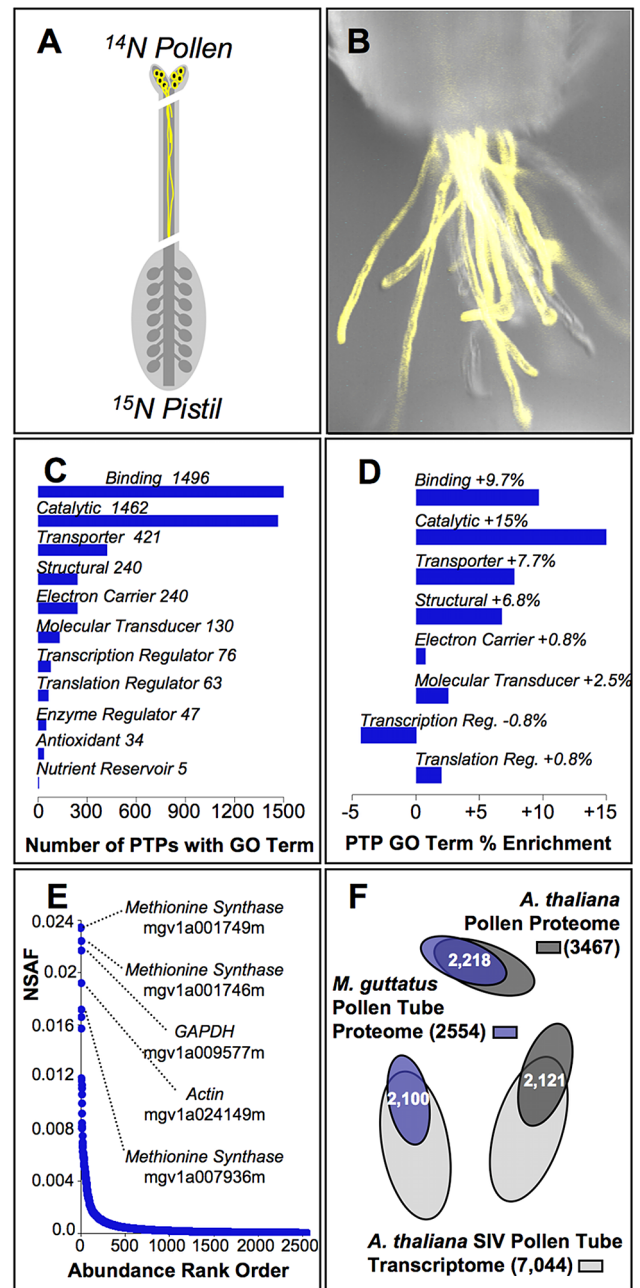 A
14N Pollen
15N Pistil
B
C
Binding 1496
Catalytic 1462
Transporter 421
Structural 240
Electron Carrier 240
Molecular Transducer 130
Transcription Regulator 76
Translation Regulator 63
Enzyme Regulator 47
Antioxidant 34
Nutrient Reservoir 5
0 300 600 900 1200 1500
Number of PTPs with GO Term
D
Binding +9.7%
Catalytic +15%
Transporter +7.7%
Structural +6.8%
Electron Carrier +0.8%
Molecular Transducer +2.5%
Transcription Reg. -0.8%
Translation Reg. +0.8%
-5 0 +5 +10 +15
PTP GO Term % Enrichment
E
NSAF
0.024
0.02
0.016
0.012
0.008
0.004
0.0
Methionine Synthase
mgv1a001749m
Methionine Synthase
mgv1a001746m
GAPDH
mgv1a009577m
Actin
mgv1a024149m
Methionine Synthase
mgv1a007936m
0 500 1000 1500 2000 2500
Abundance Rank Order
F
A. thaliana
Pollen Proteome
(3467)
2,218
M. guttatus
Pollen Tube
Proteome (2554)
2,100
2,121
A. thaliana SIV Pollen Tube
Transcriptome (7,044)